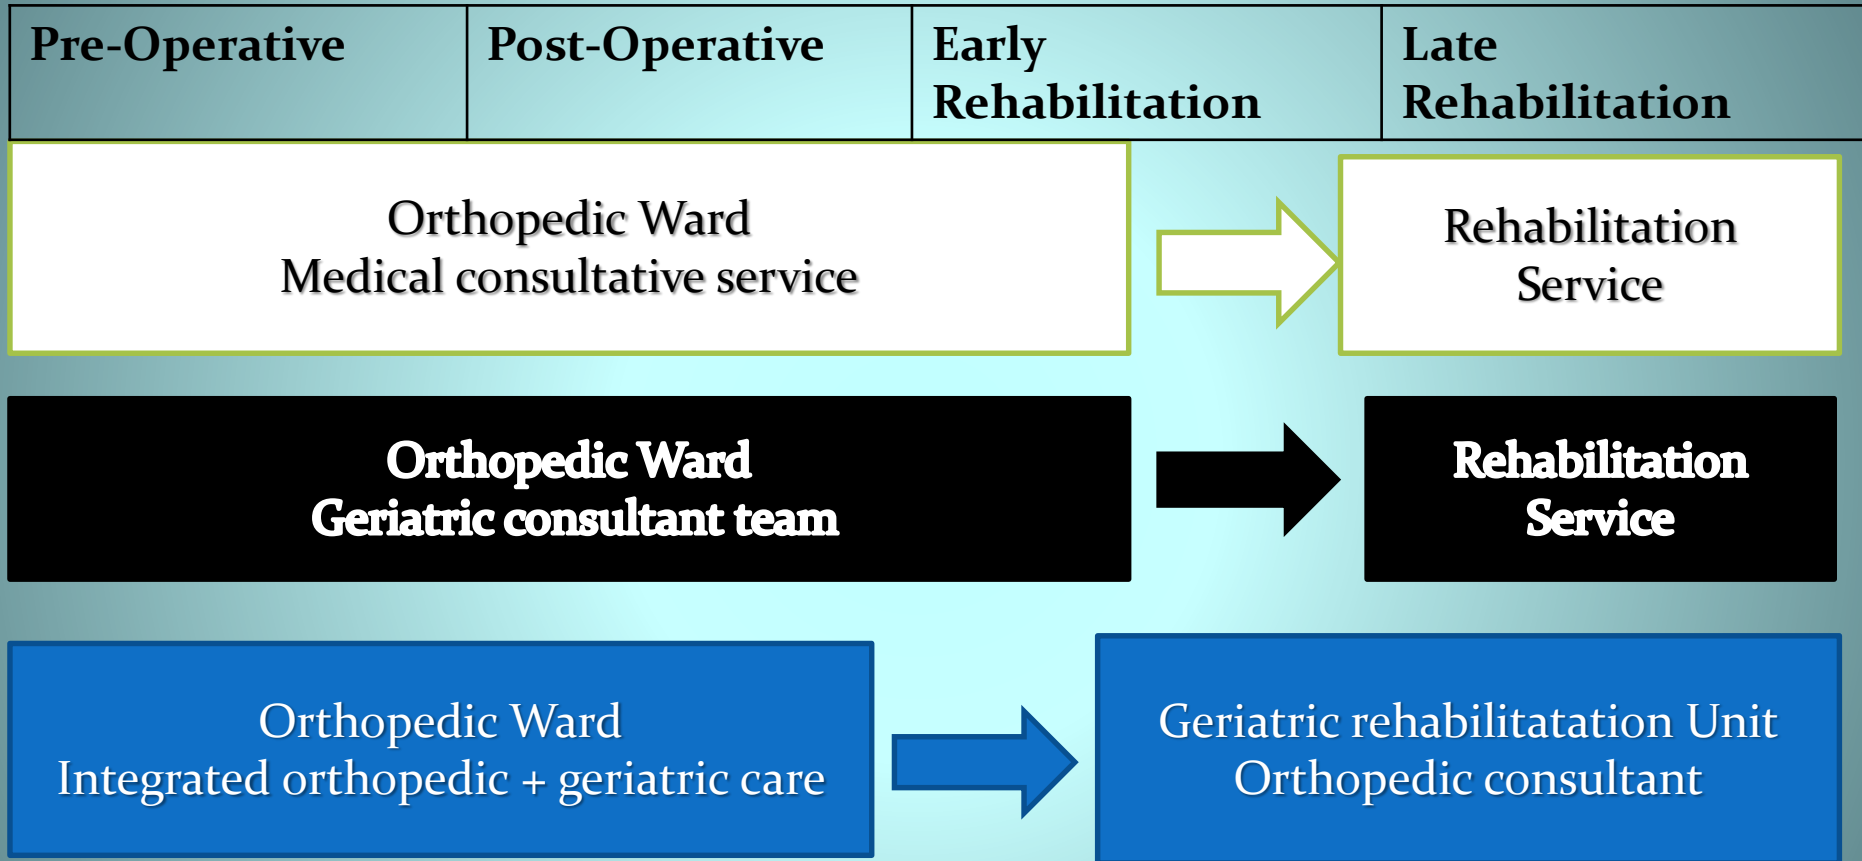 Pre-Operative
Post-Operative
Early
Rehabilitation
Late
Rehabilitation
Orthopedic Ward
Medical consultative service
Rehabilitation
Service
Orthopedic Ward
Geriatric consultant team
Rehabilitation
Service
Orthopedic Ward
Integrated orthopedic + geriatric care
Geriatric rehabilitatation Unit
Orthopedic consultant